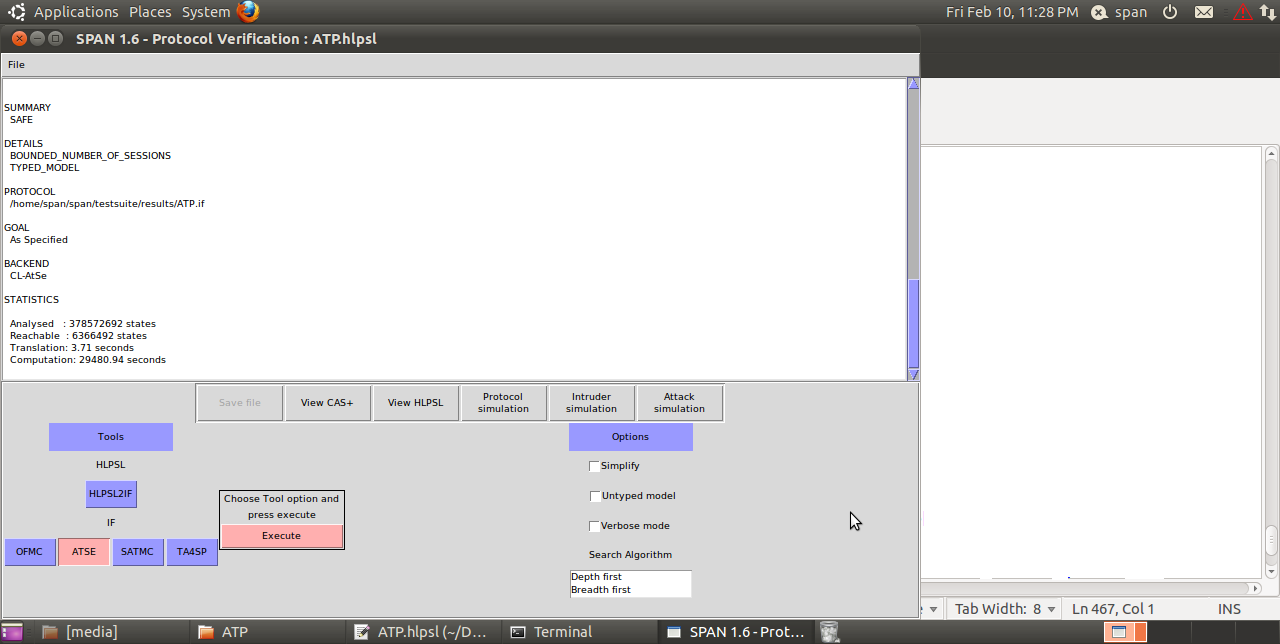 Applications Places System
Fri Feb 10, 11:28 PM span
SPAN 1.6 - Protocol Verification : ATP.hlpsl
File
SUMMARY
SAFE
DETAILS
BOUNDED_NUMBER_OF_SESSIONS
TYPED_MODEL
PROTOCOL
/home/span/span/testsuite/results/ATP.if
GOAL
As Specified
BACKEND
CL-AtSe
STATISTICS
Analysed : 378572692 states
Reachable : 6366492 states
Translation: 3.71 seconds
Computation: 29480.94 seconds
Save file
View CAS+
View HLPSL
Protocol
simulation
Intruder
simulation
Attack
simulation
Tools
HLPSL
HLPSL2IF
IF
OFMC
ATSE
SATMC
TA4SP
Choose Tool option and
press execute
Execute
Options
Simplify
Untyped model
Verbose mode
Search Algorithm
Depth first
Breadth first
Tab Width: 8
Ln 467, Col 1
INS
[media]
ATP
ATP.hlpsl (~/D...
Terminal
SPAN 1.6 - Prot...